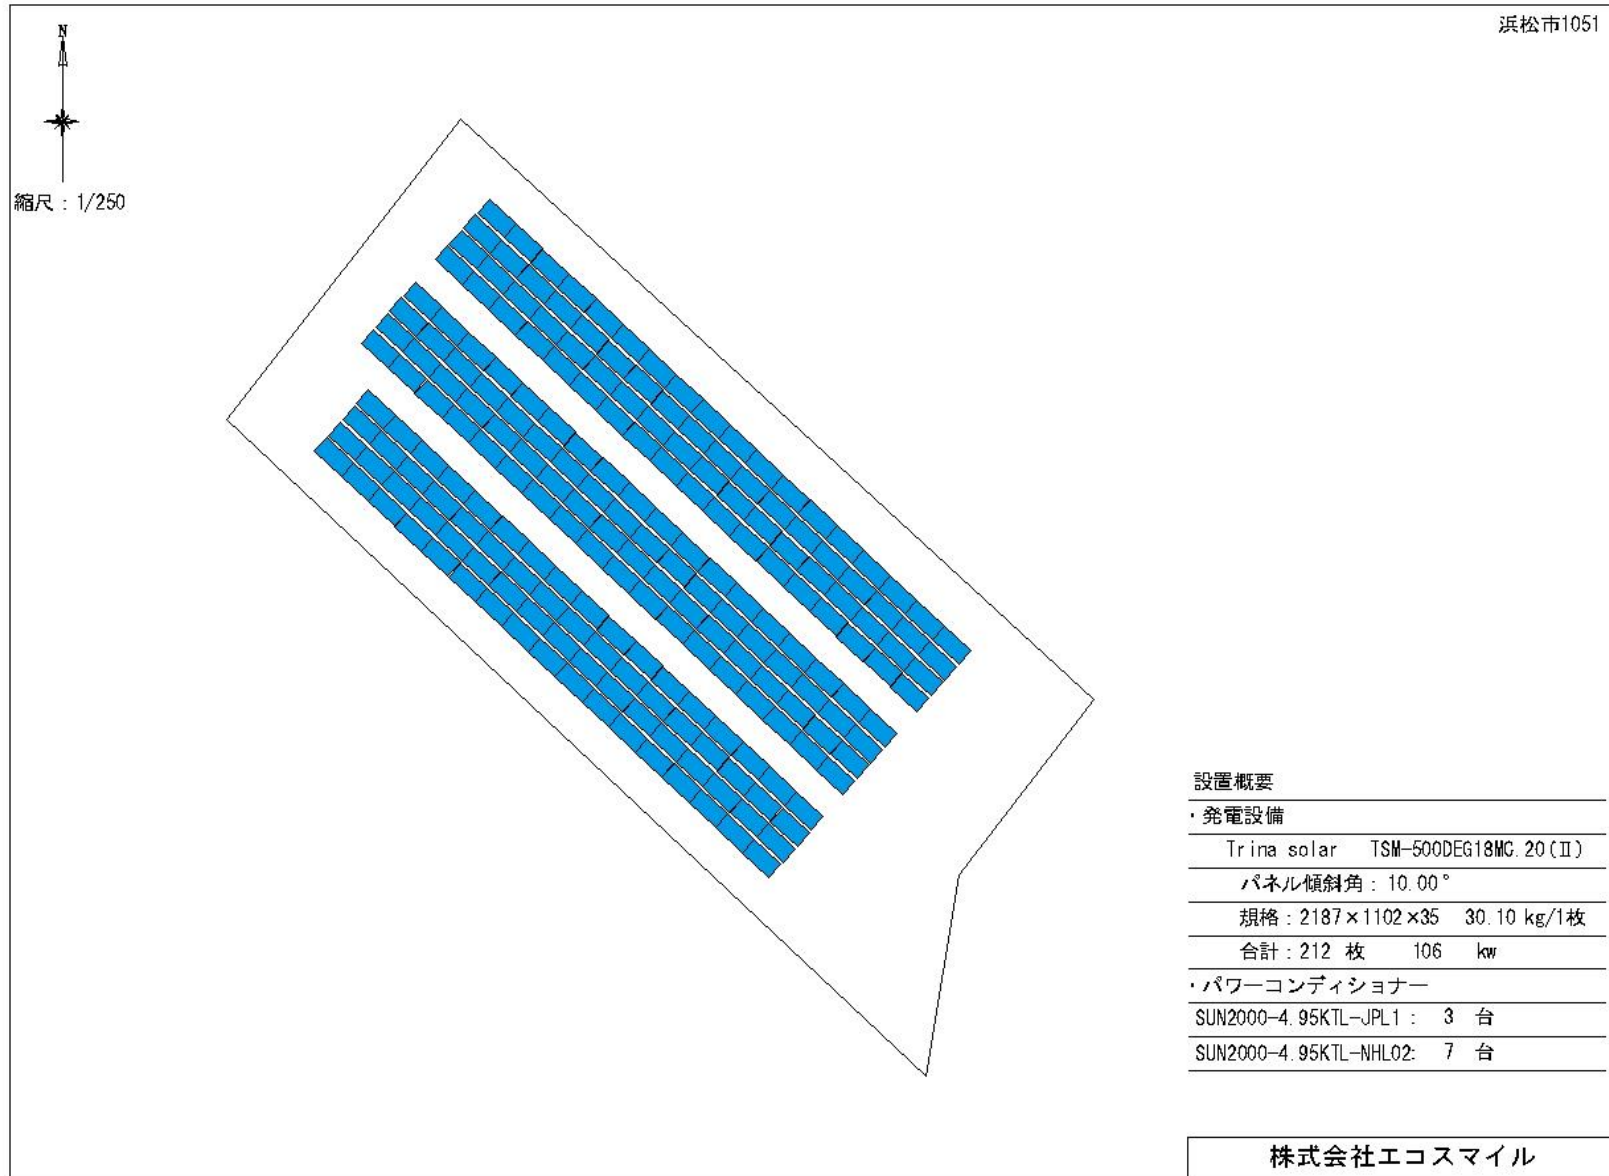 浜松市1051
N
縮尺：1/250
設置概要
・発電設備
Trina solar TSM-500DEG18MC.20(Ⅱ)
パネル傾斜角：10.00°
規格：2187×1102×35 30.10 kg/1枚
合計：212 枚 106 kw
・パワーコンディショナー
SUN2000-4.95KTL-JPL1： 3 台
SUN2000-4.95KTL-NHL02: 7 台
株式会社エコスマイル